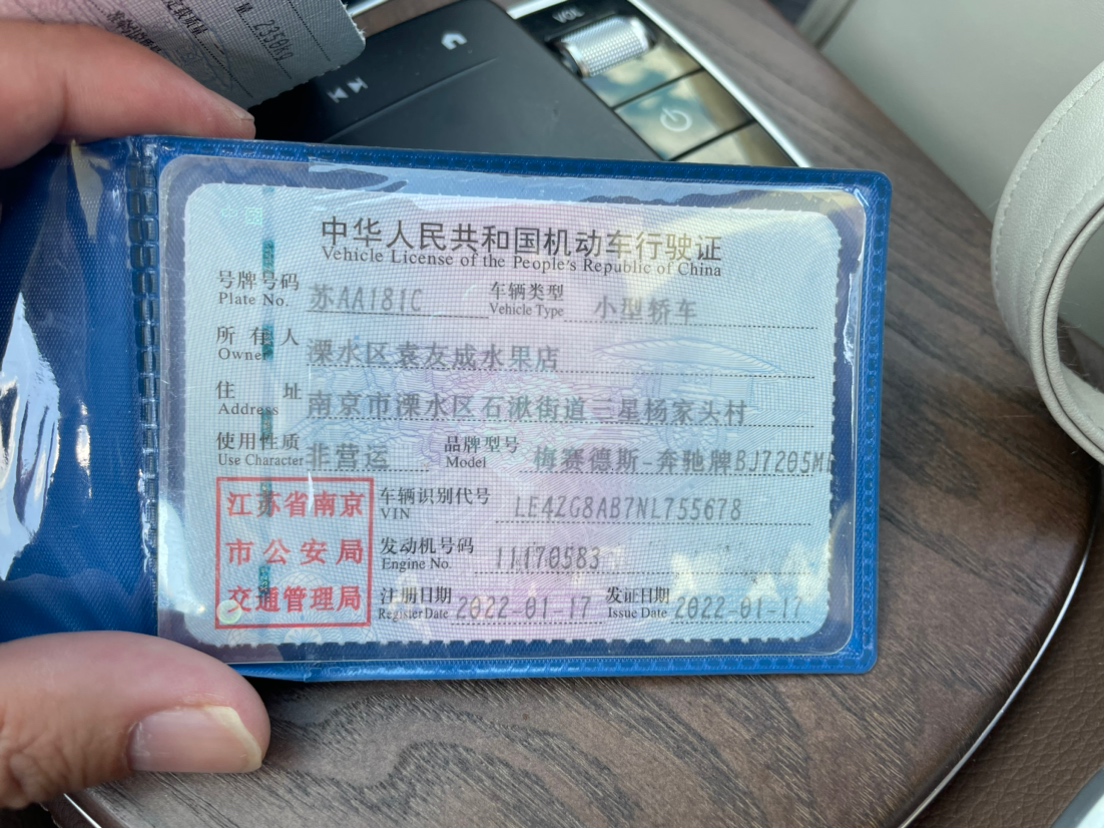 2350kg
VOL
中华人民共和国机动车行驶证
Vehicle License of the People's Republic of China
号牌号码 苏AA181C 车辆类型 小型轿车
Plate No. Vehicle Type
所有人 溧水区袁友成水果店
Owner
住址 南京市溧水区石湫街道三星杨家头村
Address
使用性质 非营运 品牌型号 梅赛德斯-奔驰牌BJ7205M
Use Character Model
江苏省南京
市公安局
交通管理局
车辆识别代号 LE4ZG8AB7NL755678
VIN
发动机号码 11170583
Engine No.
注册日期 2022-01-17 发证日期 2022-01-17
Register Date Issue Date